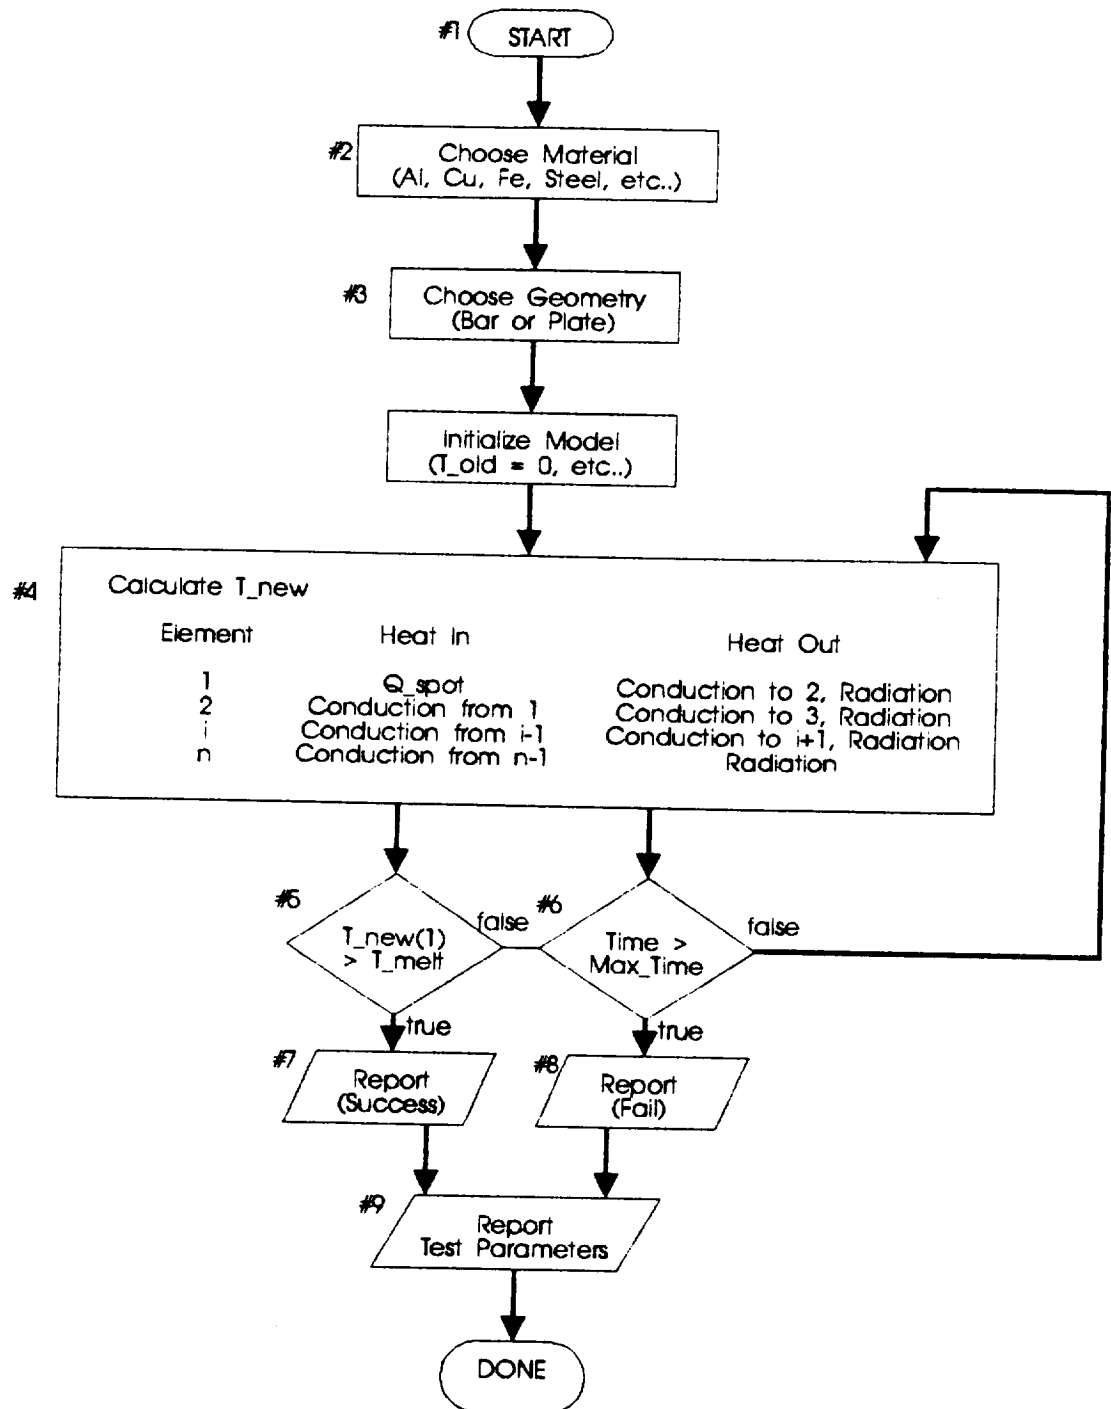 #1 START
#2 Choose Material
(Al, Cu, Fe, Steel, etc..)
#3 Choose Geometry
(Bar or Plate)
Initialize Model
(T_old = 0, etc..)
#4 Calculate T_new
Element Heat In Heat Out
1 Q_spot Conduction to 2, Radiation
2 Conduction from 1 Conduction to 3, Radiation
i Conduction from i-1 Conduction to i+1, Radiation
n Conduction from n-1 Radiation
#5 false #6 false
T_new(1) Time >
> T_melt Max_Time
true true
#7 Report #8 Report
(Success) (Fail)
#9 Report
Test Parameters
DONE